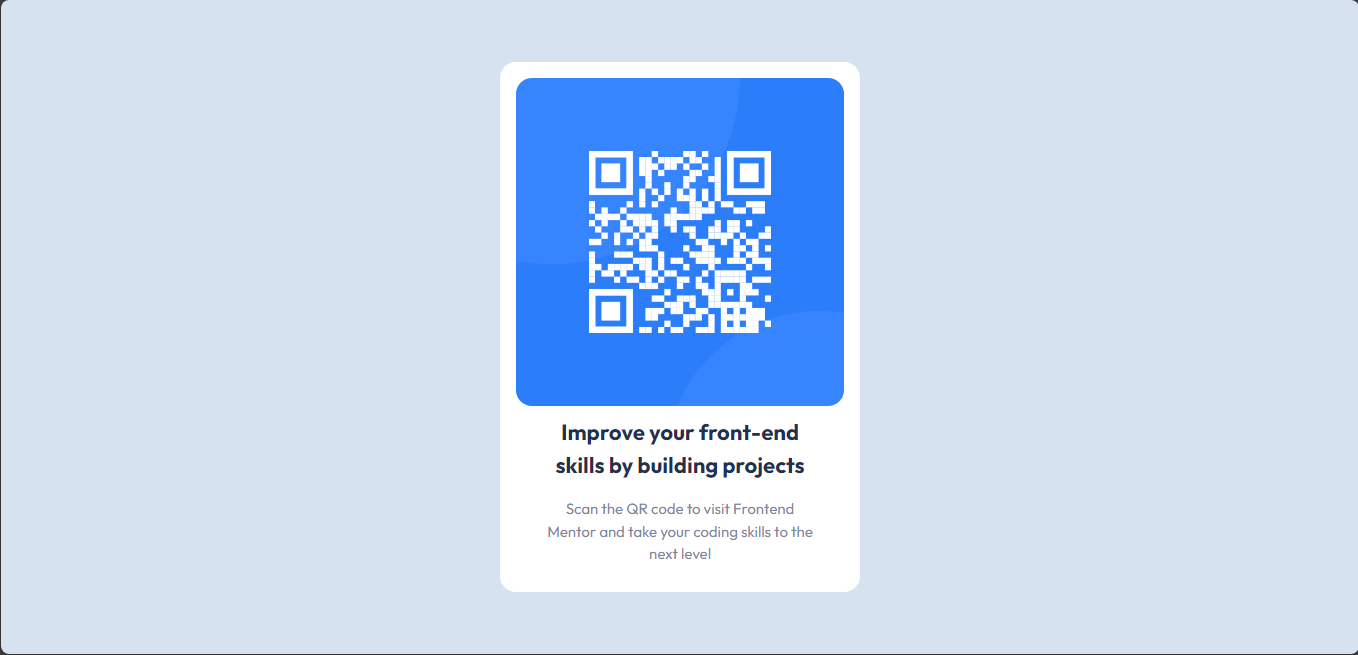 Improve your front-end
skills by building projects
Scan the QR code to visit Frontend
Mentor and take your coding skills to the
next level